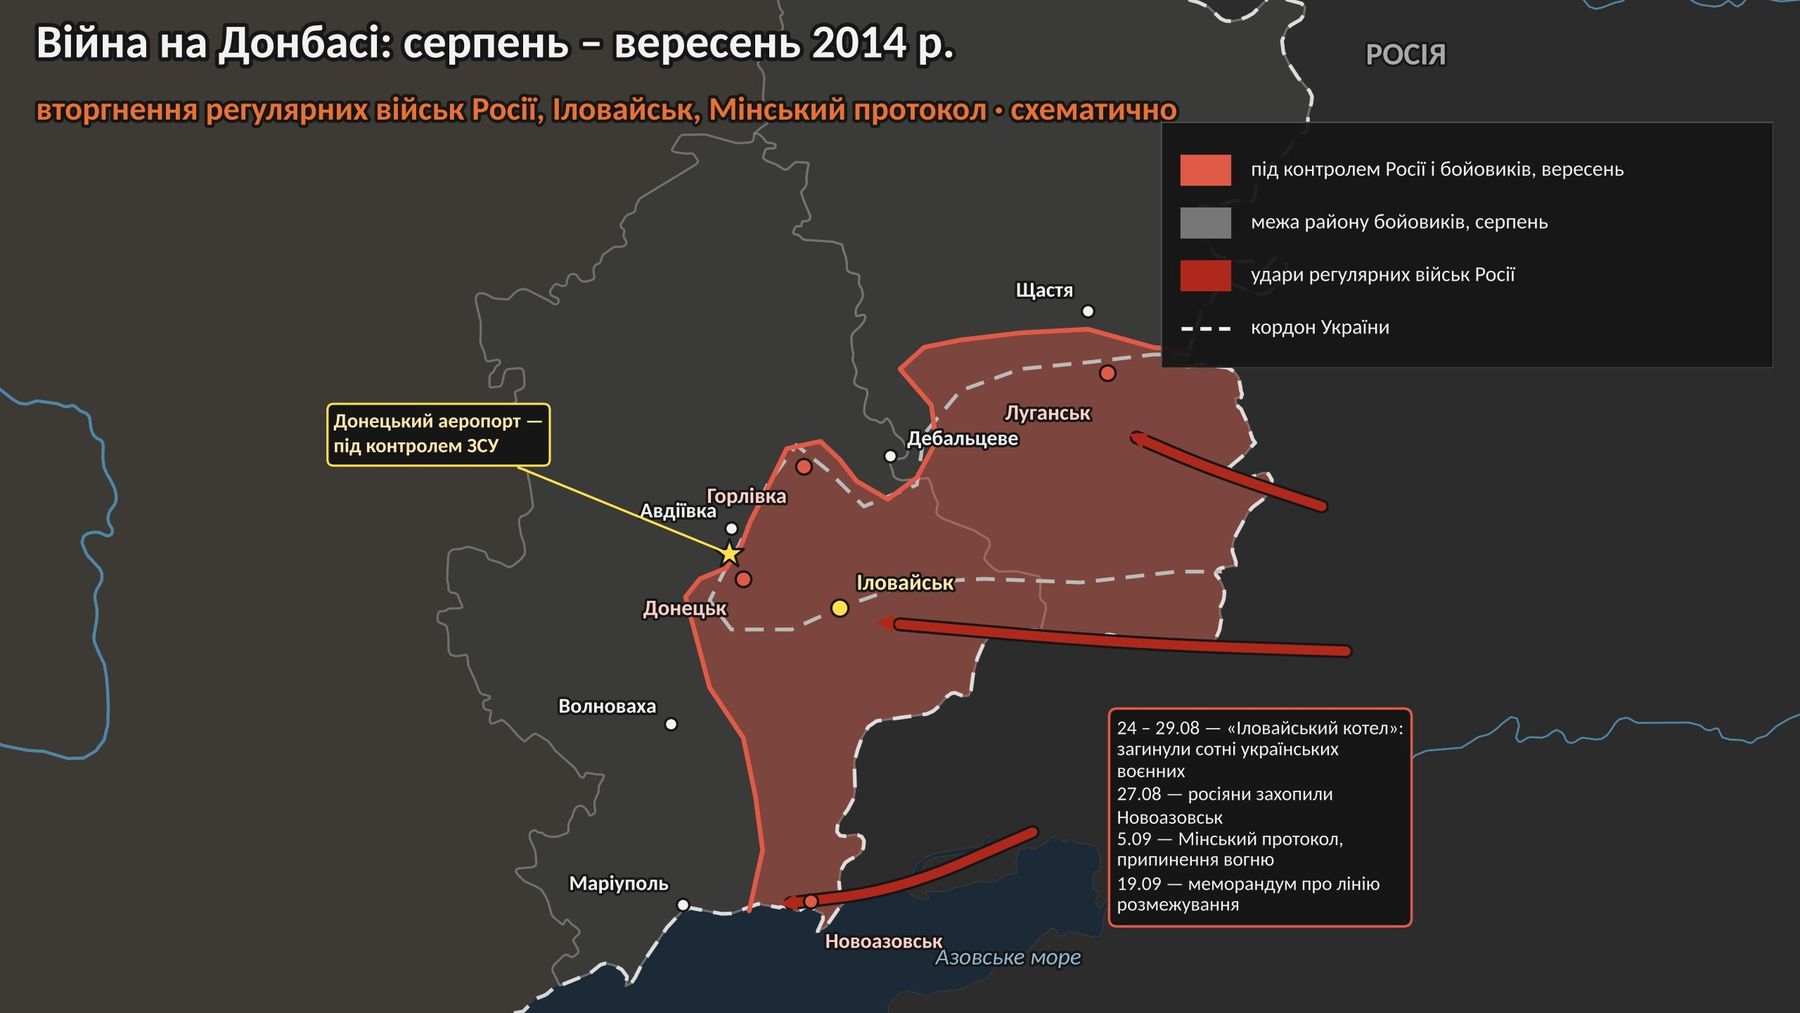 Війна на Донбасі: серпень – вересень 2014 р.
вторгнення регулярних військ Росії, Іловайськ, Мінський протокол · схематично
РОСІЯ
під контролем Росії і бойовиків, вересень
межа району бойовиків, серпень
удари регулярних військ Росії
кордон України
Щастя
Луганськ
Донецький аеропорт —
під контролем ЗСУ
Дебальцеве
Горлівка
Авдіївка
Іловайськ
Донецьк
Волноваха
24 – 29.08 — «Іловайський котел»:
загинули сотні українських
воєнних
27.08 — росіяни захопили
Новоазовськ
5.09 — Мінський протокол,
припинення вогню
19.09 — меморандум про лінію
розмежування
Маріуполь
Новоазовськ
Азовське море